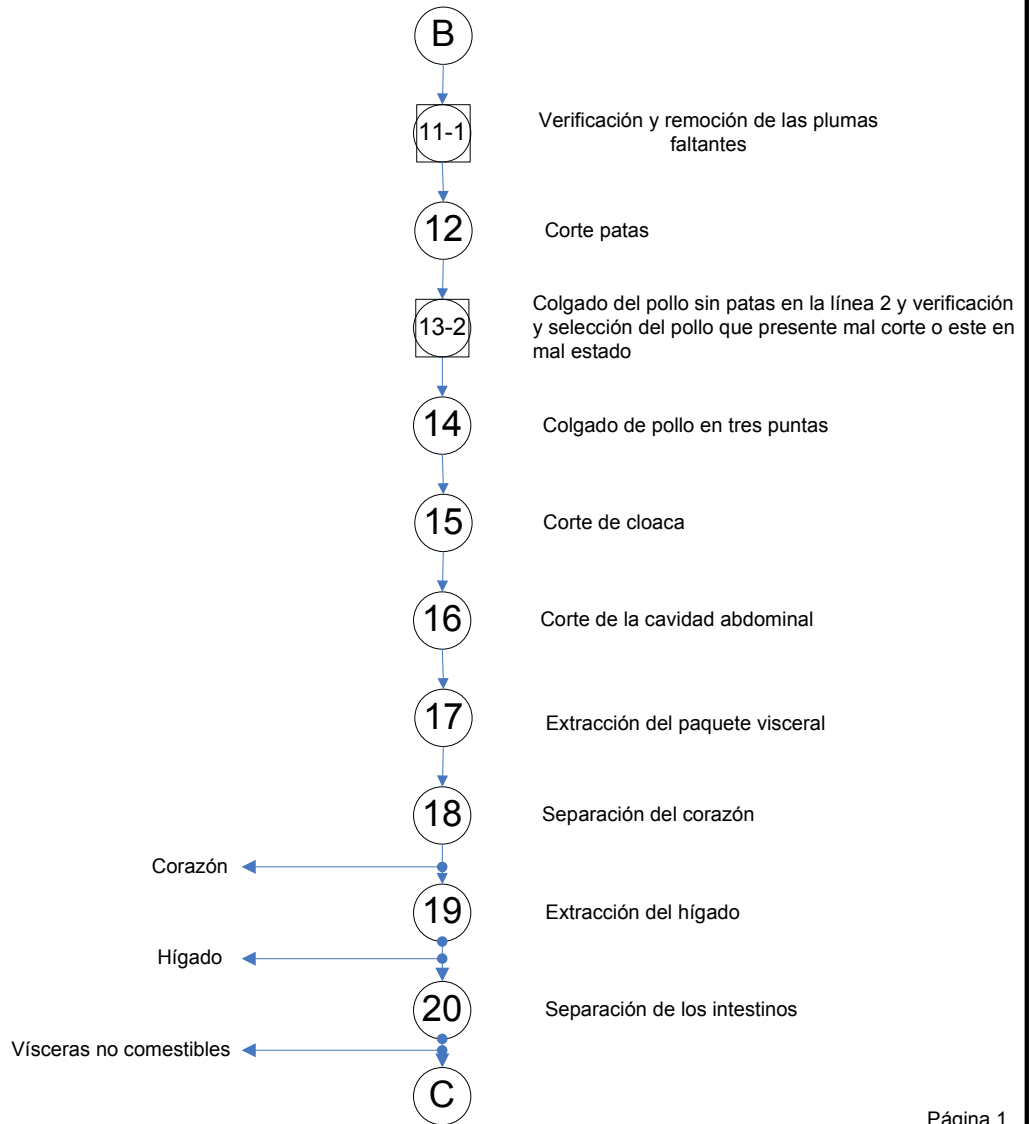 B
11-1
Verificación y remoción de las plumas
faltantes
12
Corte patas
13-2
Colgado del pollo sin patas en la línea 2 y verificación
y selección del pollo que presente mal corte o este en
mal estado
14
Colgado de pollo en tres puntas
15
Corte de cloaca
16
Corte de la cavidad abdominal
17
Extracción del paquete visceral
18
Separación del corazón
Corazón
19
Extracción del hígado
Hígado
20
Separación de los intestinos
Vísceras no comestibles
C
Página 1